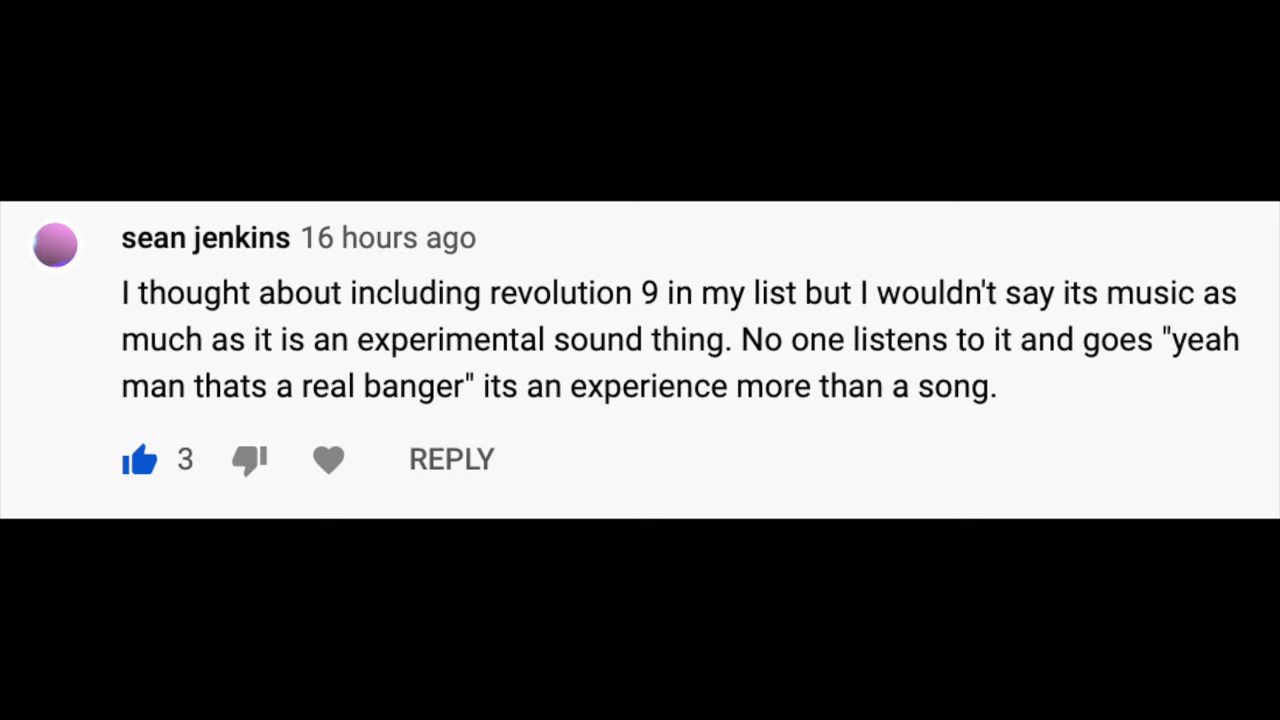 sean jenkins 16 hours ago
I thought about including revolution 9 in my list but I wouldn't say its music as
much as it is an experimental sound thing. No one listens to it and goes "yeah
man thats a real banger" its an experience more than a song.
3 REPLY